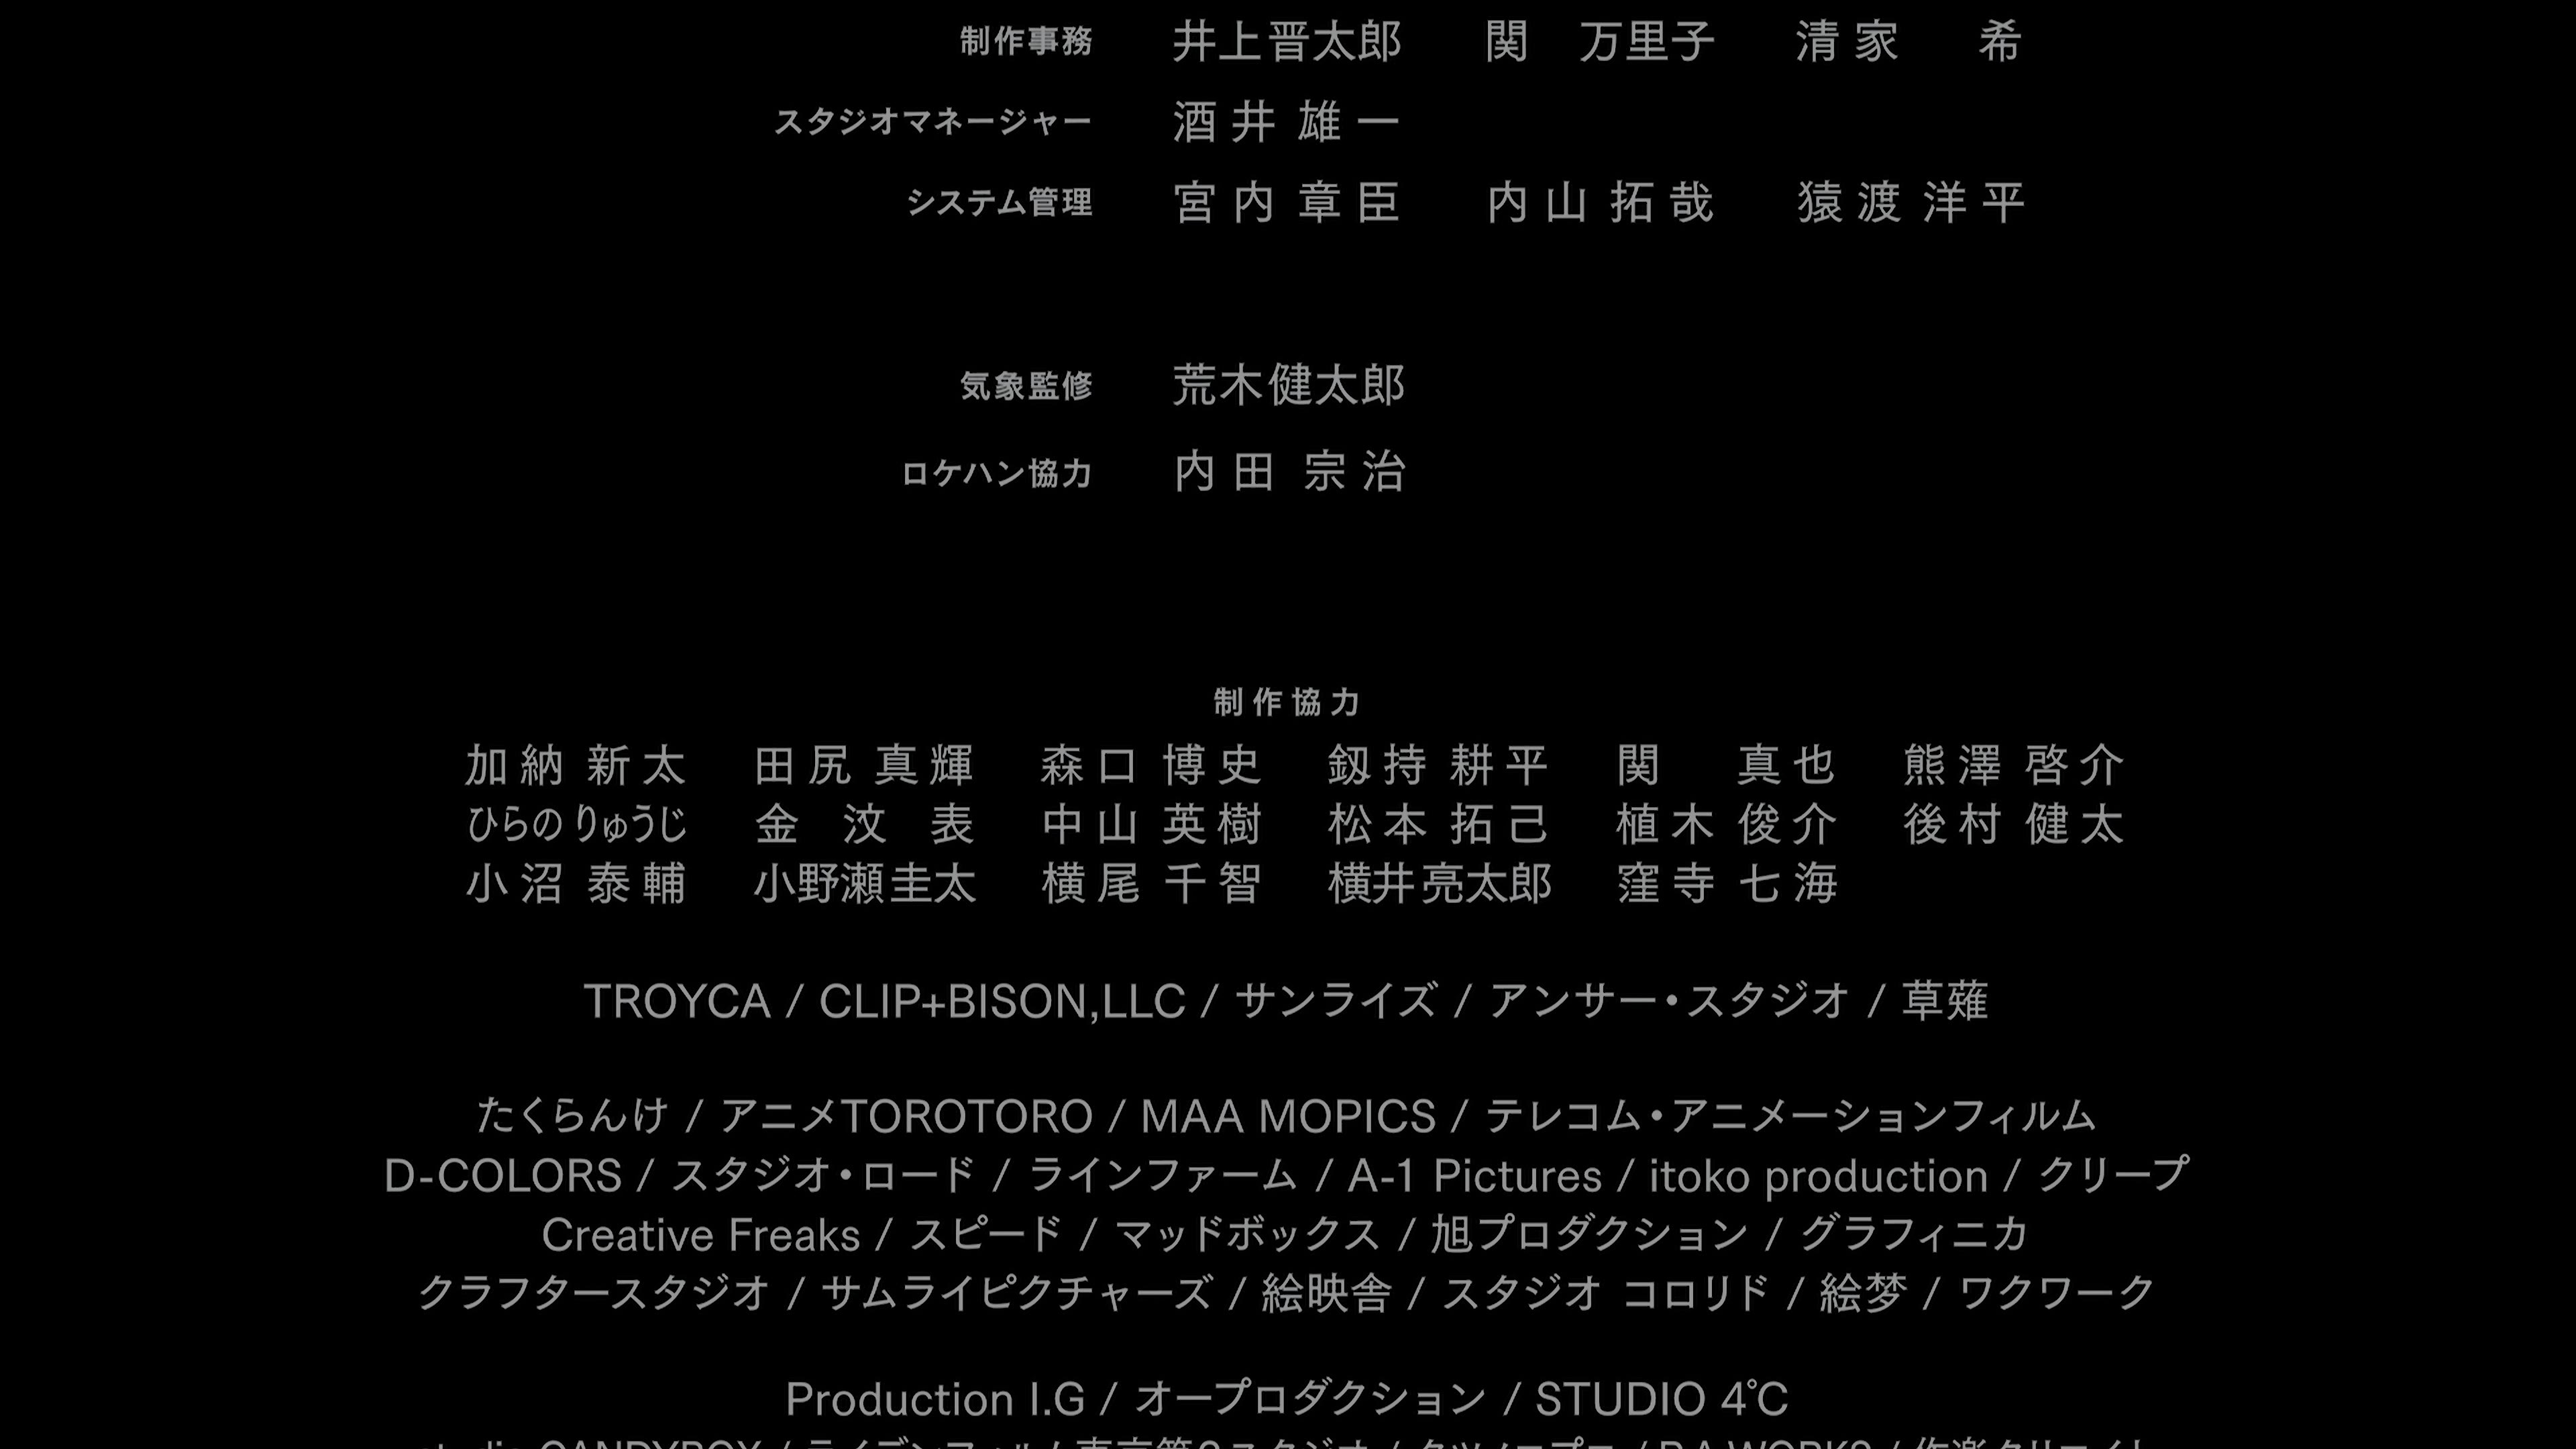 制作事務 井上晋太郎 関 万里子 清家 希
スタジオマネージャー 酒井 雄一
システム管理 宮内 章臣 内山 拓哉 猿渡 洋平
気象監修 荒木健太郎
ロケハン協力 内田 宗治
制作協力
加納 新太 田尻 真輝 森口 博史 釼持 耕平 関 真也 熊澤 啓介
ひらの りゅうじ 金 汶 表 中山 英樹 松本 拓己 植木 俊介 後村 健太
小沼 泰輔 小野瀬圭太 横尾 千智 横井亮太郎 窪寺 七海
TROYCA / CLIP+BISON,LLC / サンライズ / アンサー・スタジオ / 草薙
たくらんけ / アニメTOROTORO / MAA MOPICS / テレコム・アニメーションフィルム
D-COLORS / スタジオ・ロード / ラインファーム / A-1 Pictures / itoko production / クリープ
Creative Freaks / スピード / マッドボックス / 旭プロダクション / グラフィニカ
クラフタースタジオ / サムライピクチャーズ / 絵映舎 / スタジオ コロリド / 絵梦 / ワクワーク
Production I.G / オープロダクション / STUDIO 4℃